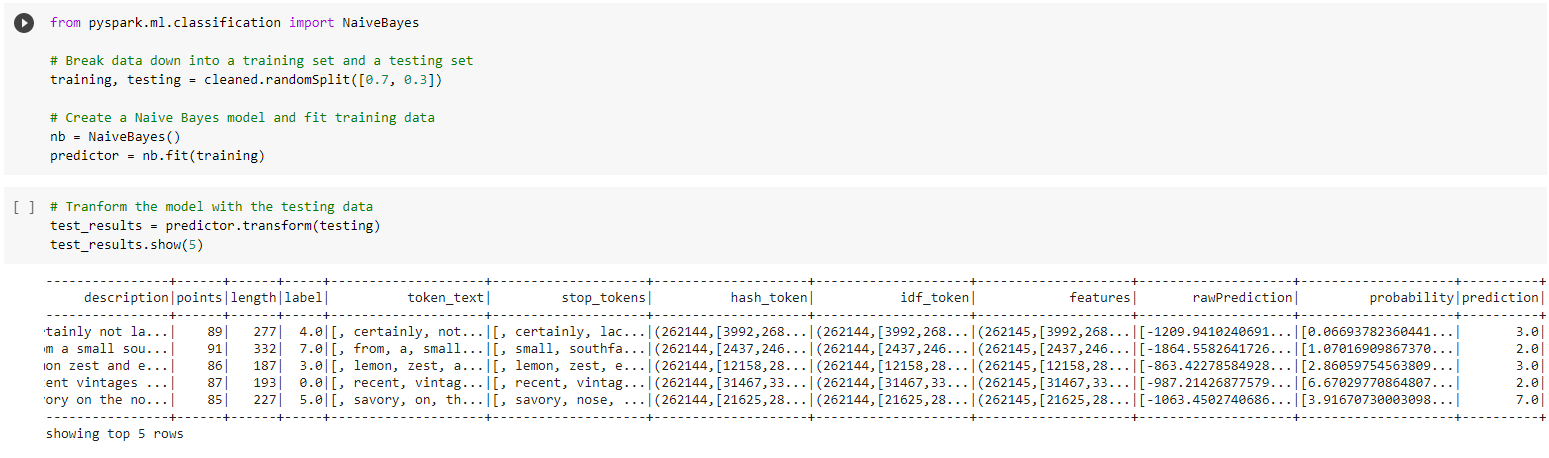 from pyspark.ml.classification import NaiveBayes
# Break data down into a training set and a testing set
training, testing = cleaned.randomSplit([0.7, 0.3])
# Create a Naive Bayes model and fit training data
nb = NaiveBayes()
predictor = nb.fit(training)
[ ] # Tranform the model with the testing data
test_results = predictor.transform(testing)
test_results.show(5)
--------------------+------+------+-----+--------------------+--------------------+--------------------+--------------------+--------------------+--------------------+--------------------+----------+
description|points|length|label| token_text| stop_tokens| hash_token| idf_token| features| rawPrediction| probability|prediction|
--------------------+------+------+-----+--------------------+--------------------+--------------------+--------------------+--------------------+--------------------+--------------------+----------+
tainly not la...| 89| 277| 4.0|[, certainly, not...|[, certainly, lac...|(262144,[3992,268...|(262144,[3992,268...|(262145,[3992,268...|[-1209.9410240691...|[0.06693782360441...| 3.0|
m a small sou...| 91| 332| 7.0|[, from, a, small...|[, small, southfa...|(262144,[2437,246...|(262144,[2437,246...|(262145,[2437,246...|[-1864.5582641726...|[1.07016909867370...| 2.0|
on zest and e...| 86| 187| 3.0|[, lemon, zest, a...|[, lemon, zest, e...|(262144,[12158,28...|(262144,[12158,28...|(262145,[12158,28...|[-863.42278584928...|[2.86059754563809...| 3.0|
ent vintages ...| 87| 193| 0.0|[, recent, vintag...|[, recent, vintag...|(262144,[31467,33...|(262144,[31467,33...|(262145,[31467,33...|[-987.21426877579...|[6.67029770864807...| 2.0|
ory on the no...| 85| 227| 5.0|[, savory, on, th...|[, savory, nose, ...|(262144,[21625,28...|(262144,[21625,28...|(262145,[21625,28...|[-1063.4502740686...|[3.91670730003098...| 7.0|
--------------------+------+------+-----+--------------------+--------------------+--------------------+--------------------+--------------------+--------------------+--------------------+----------+
showing top 5 rows